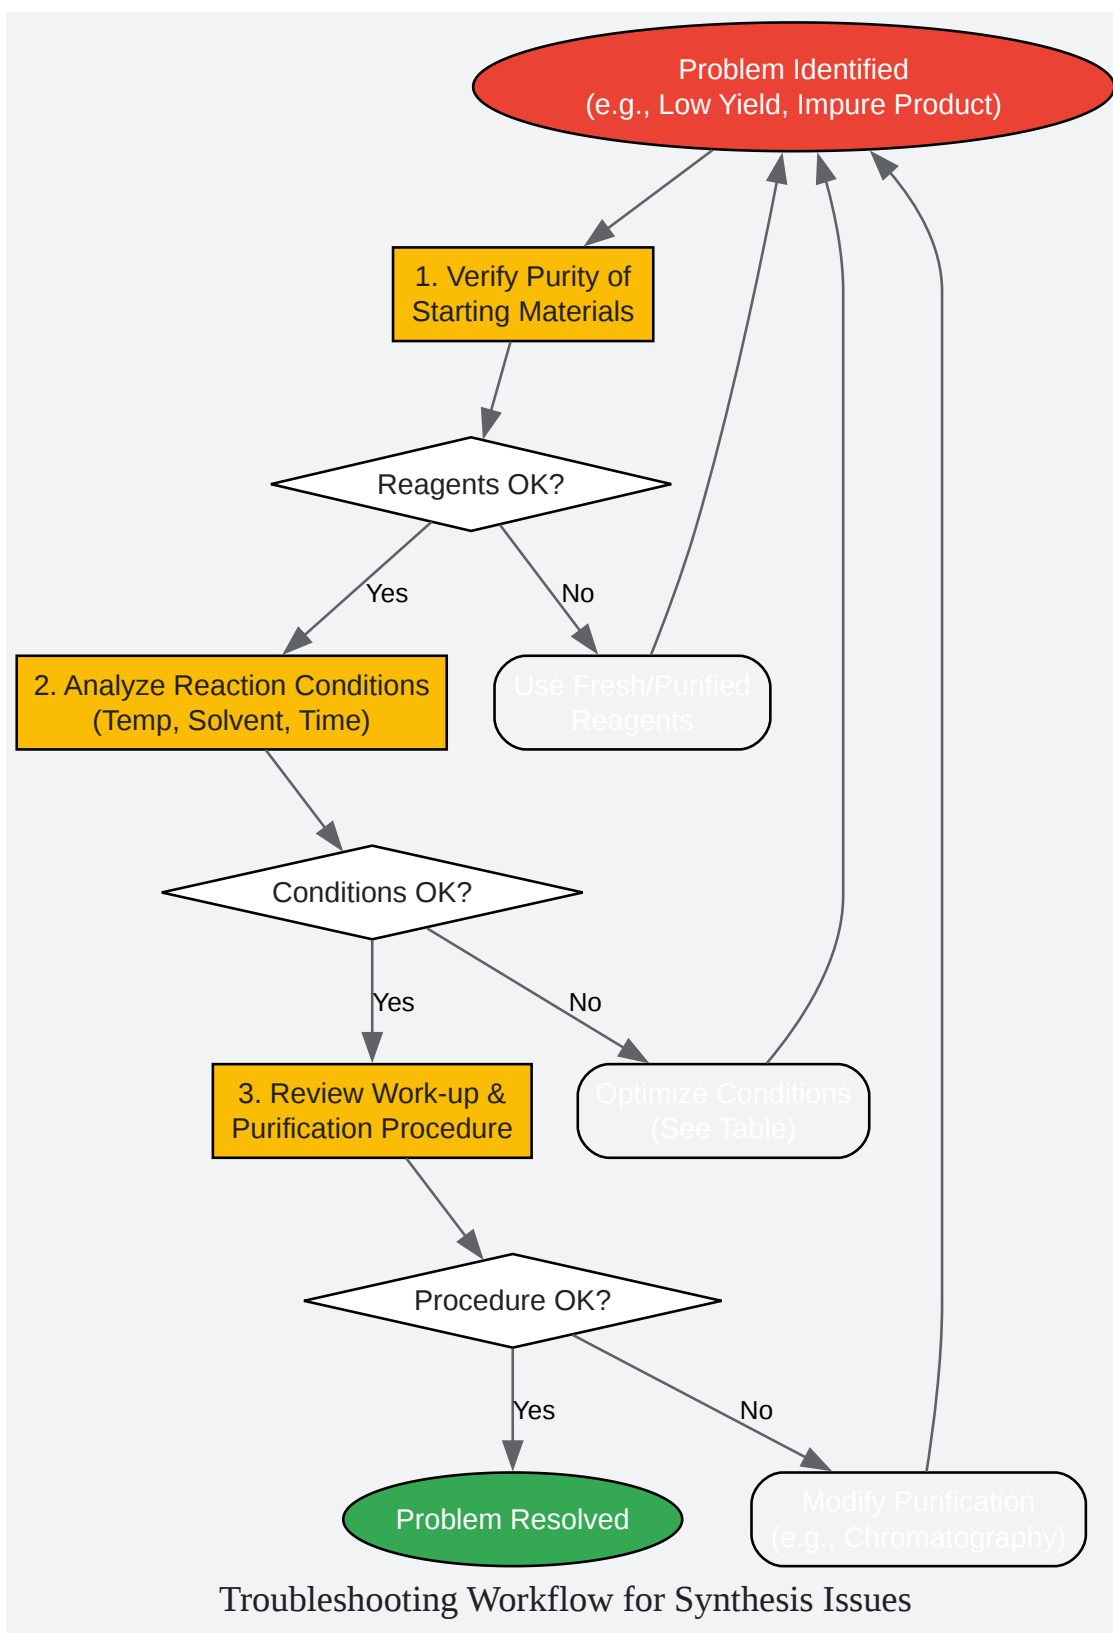 Problem Identified
(e.g., Low Yield, Impure Product)
1. Verify Purity of
Starting Materials
Reagents OK?
Yes
No
2. Analyze Reaction Conditions
(Temp, Solvent, Time)
Use Fresh/Purified
Reagents
Conditions OK?
Yes
No
3. Review Work-up &
Purification Procedure
Optimize Conditions
(See Table)
Procedure OK?
Yes
No
Problem Resolved
Modify Purification
(e.g., Chromatography)
Troubleshooting Workflow for Synthesis Issues